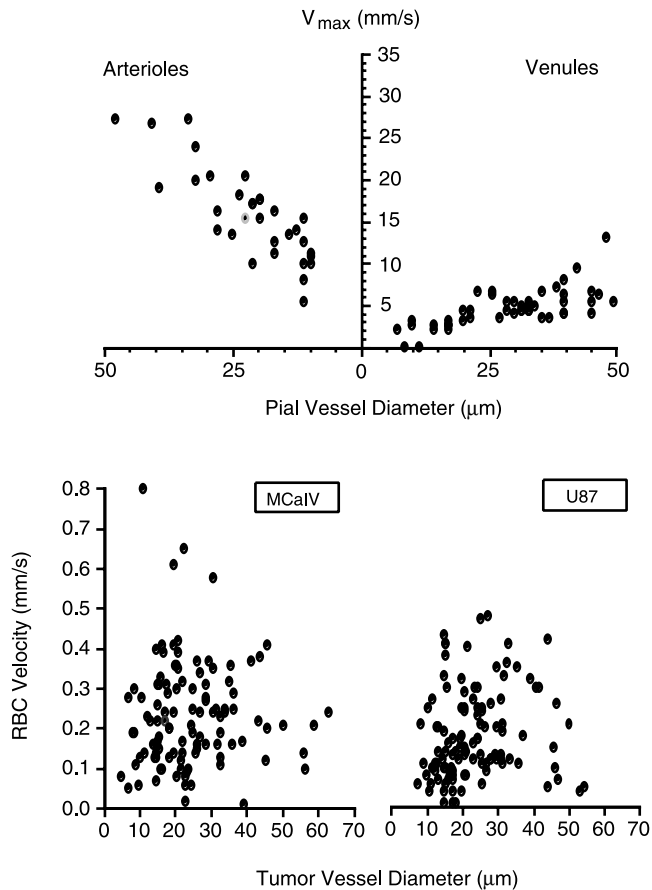 V max (mm/s)
Arterioles
Venules
35
30
25
20
15
10
5
50 25 0 25 50
Pial Vessel Diameter (μm)
MCaIV
U87
RBC Velocity (mm/s)
0.8
0.7
0.6
0.5
0.4
0.3
0.2
0.1
0.0
0 10 20 30 40 50 60 70
10 20 30 40 50 60 70
Tumor Vessel Diameter (μm)